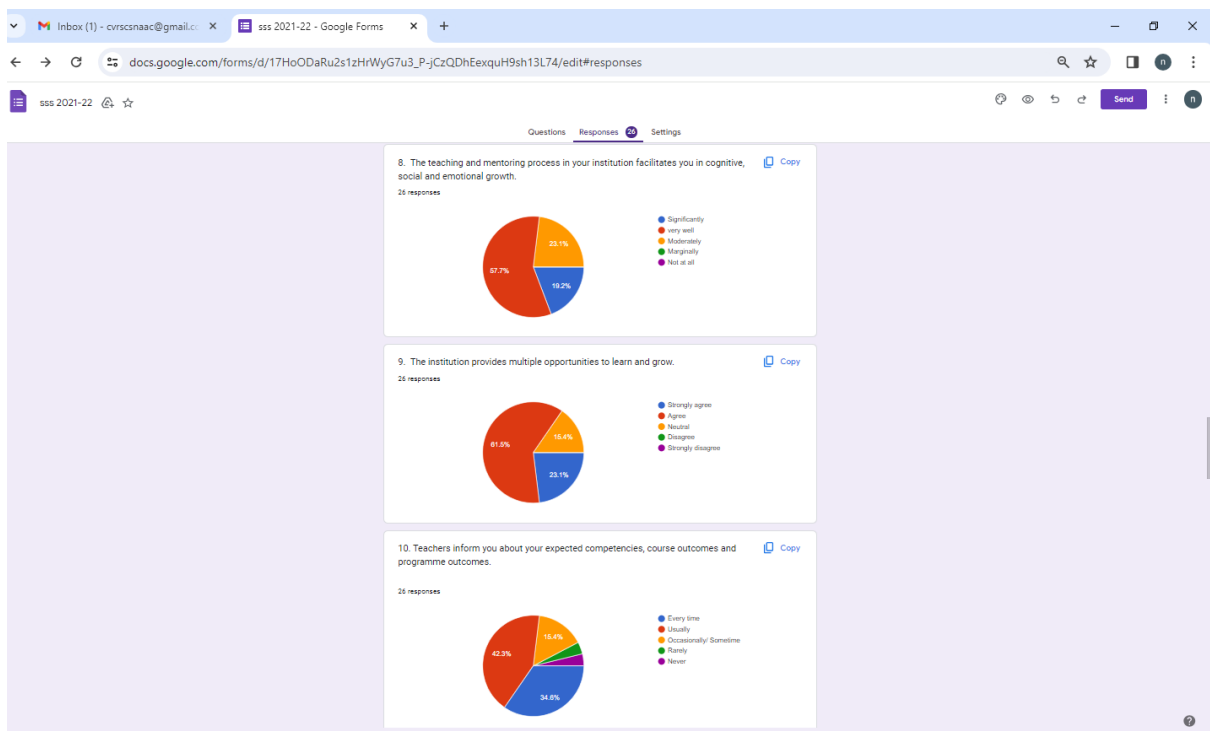 Inbox (1) - cvrscsnaac@gmail.cc
sss 2021-22 - Google Forms
docs.google.com/forms/d/17HoODaRu2s1zHrWyG7u3_P-jCzQDhEexquH9sh13L74/edit#responses
n
sss 2021-22
Send
n
Questions Responses 26 Settings
8. The teaching and mentoring process in your institution facilitates you in cognitive,
social and emotional growth.
Copy
26 responses
Significantly
very well
Moderately
Marginally
Not at all
23.1%
57.7%
19.2%
9. The institution provides multiple opportunities to learn and grow.
Copy
26 responses
Strongly agree
Agree
Neutral
Disagree
Strongly disagree
15.4%
61.5%
23.1%
10. Teachers inform you about your expected competencies, course outcomes and
programme outcomes.
Copy
26 responses
Every time
Usually
Occasionally/ Sometime
Rarely
Never
15.4%
42.3%
34.6%